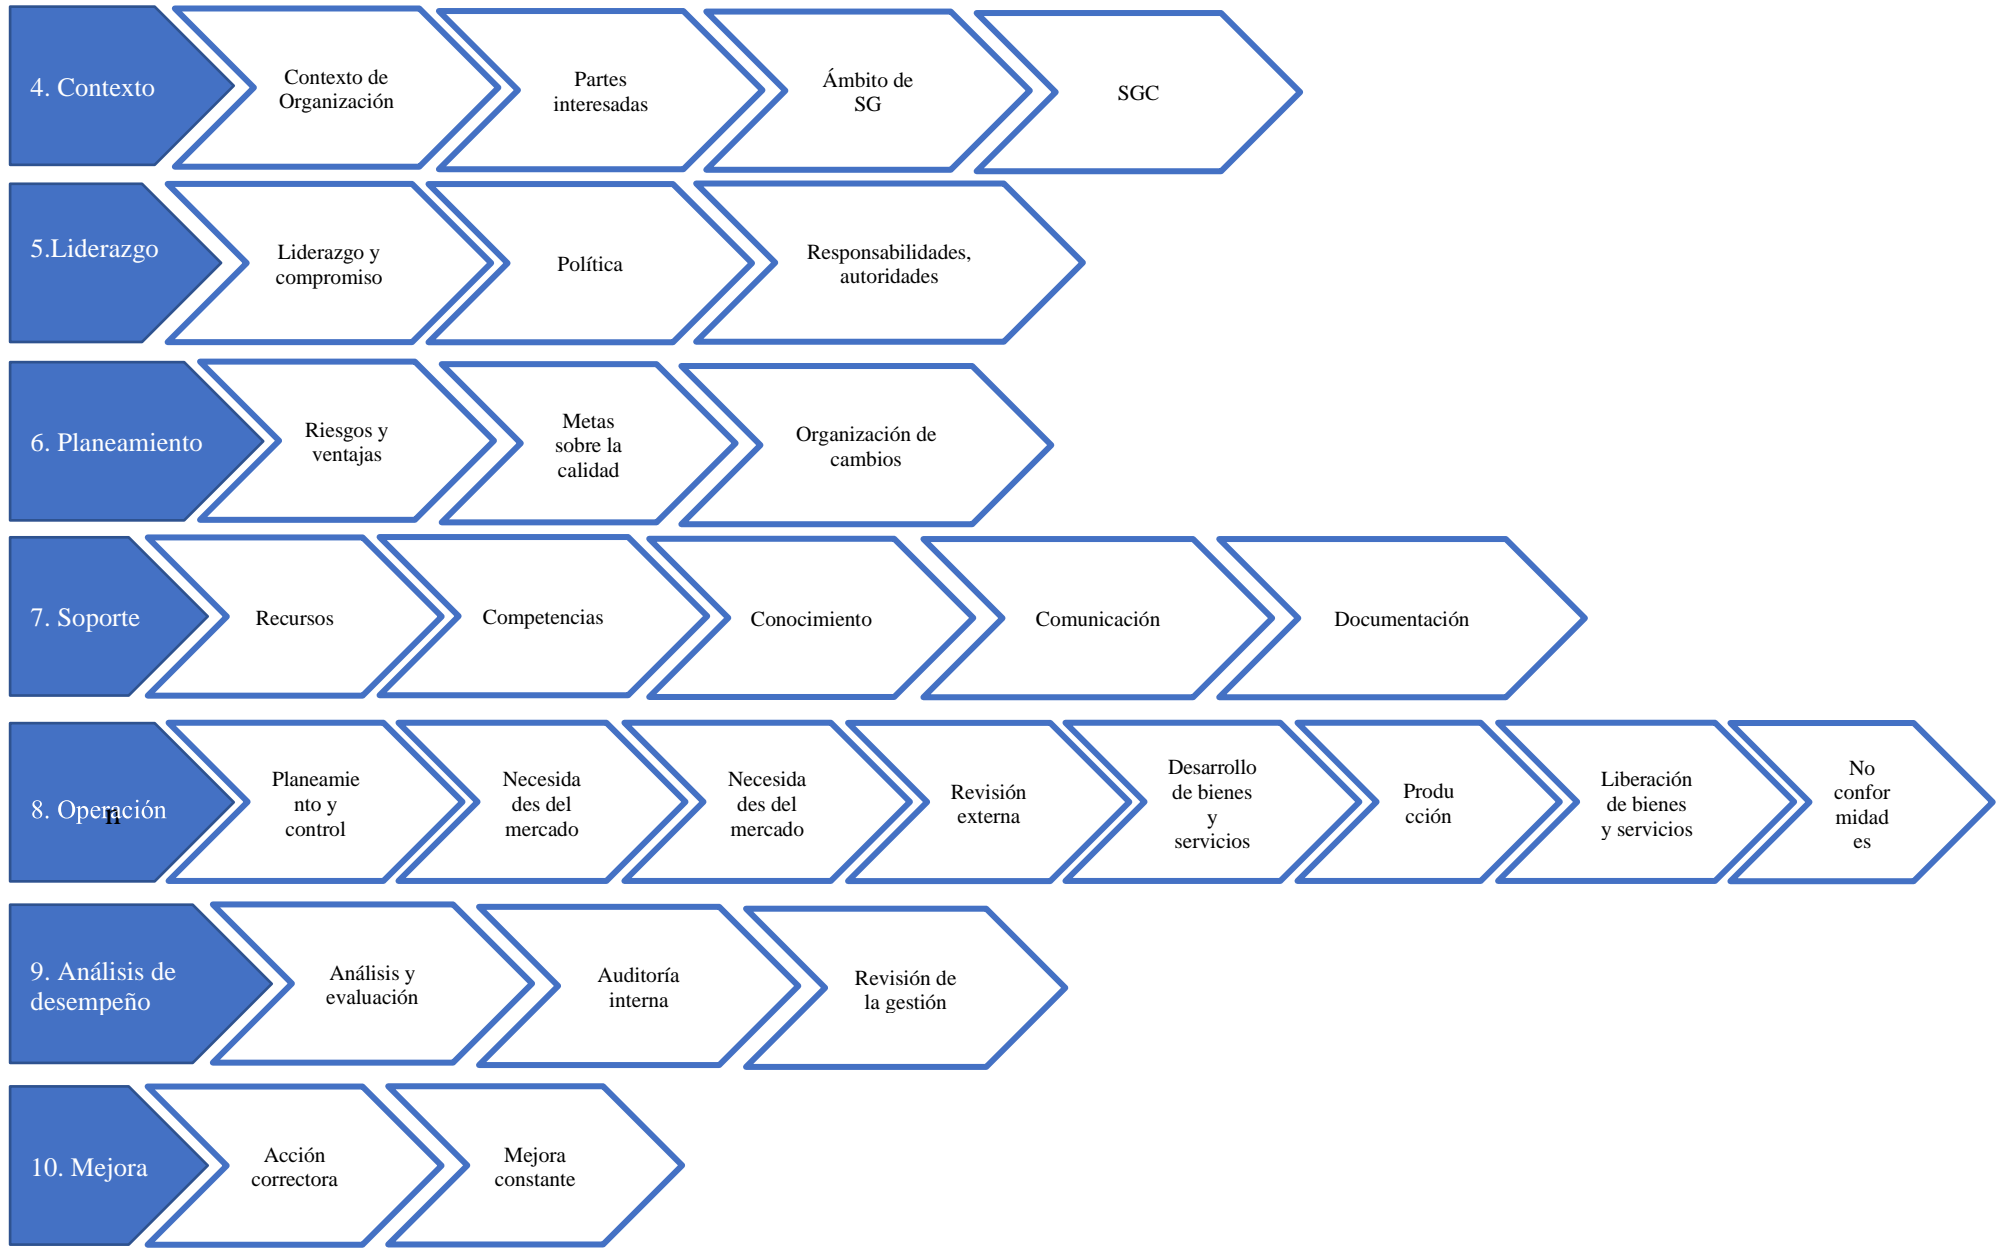 4. Contexto
Contexto de
Organización
Partes
interesadas
Ámbito de
SG
SGC
5.Liderazgo
Liderazgo y
compromiso
Política
Responsabilidades,
autoridades
6. Planeamiento
Riesgos y
ventajas
Metas
sobre la
calidad
Organización de
cambios
7. Soporte
Recursos
Competencias
Conocimiento
Comunicación
Documentación
8. Operación
n
Planeamie
nto y
control
Necesida
des del
mercado
Necesida
des del
mercado
Revisión
externa
Desarrollo
de bienes
y
servicios
Produ
cción
Liberación
de bienes
y servicios
No
confor
midad
es
9. Análisis de
desempeño
Análisis y
evaluación
Auditoría
interna
Revisión de
la gestión
10. Mejora
Acción
correctora
Mejora
constante